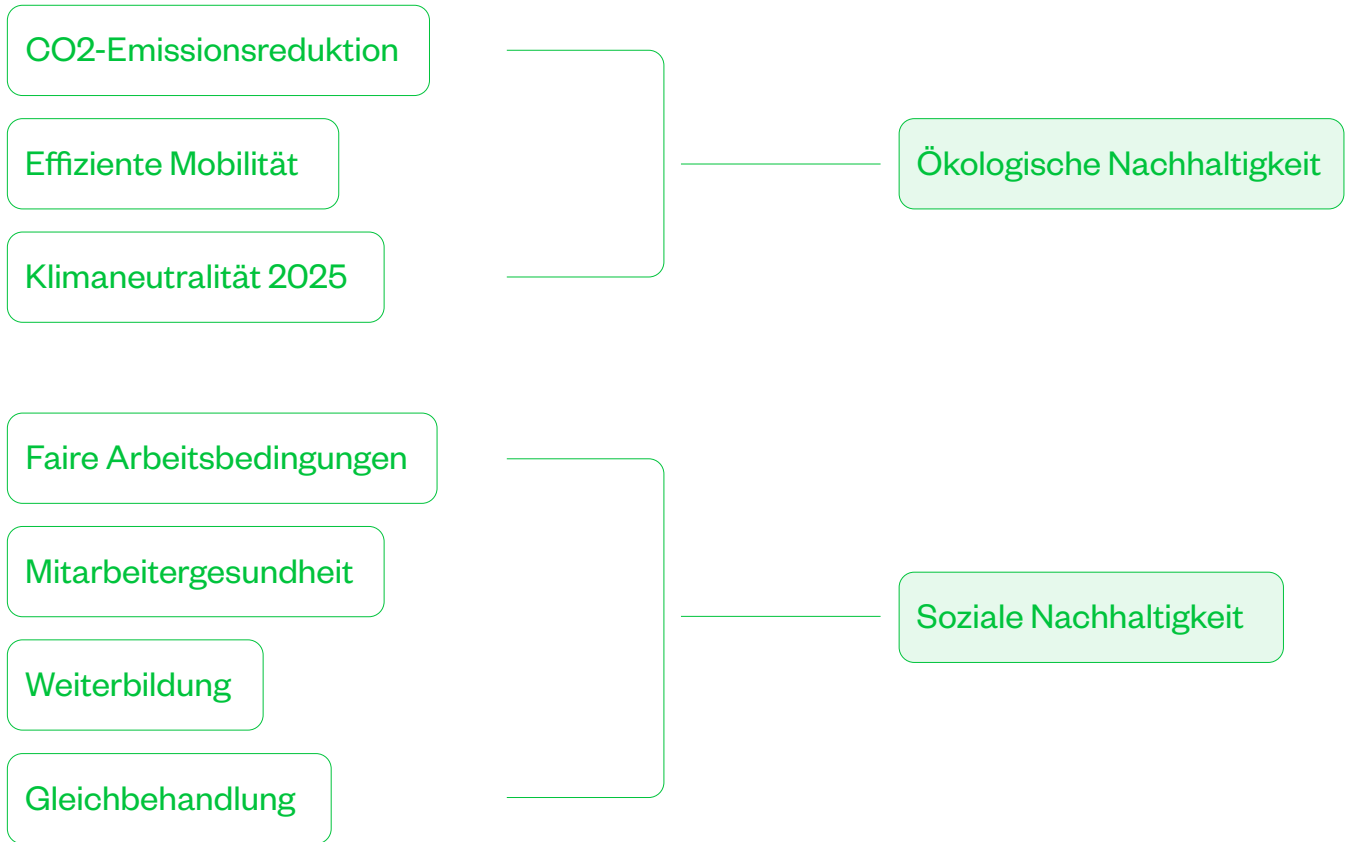 CO2-Emissionsreduktion
Effiziente Mobilität
Klimaneutralität 2025
Ökologische Nachhaltigkeit
Faire Arbeitsbedingungen
Mitarbeitergesundheit
Weiterbildung
Gleichbehandlung
Soziale Nachhaltigkeit